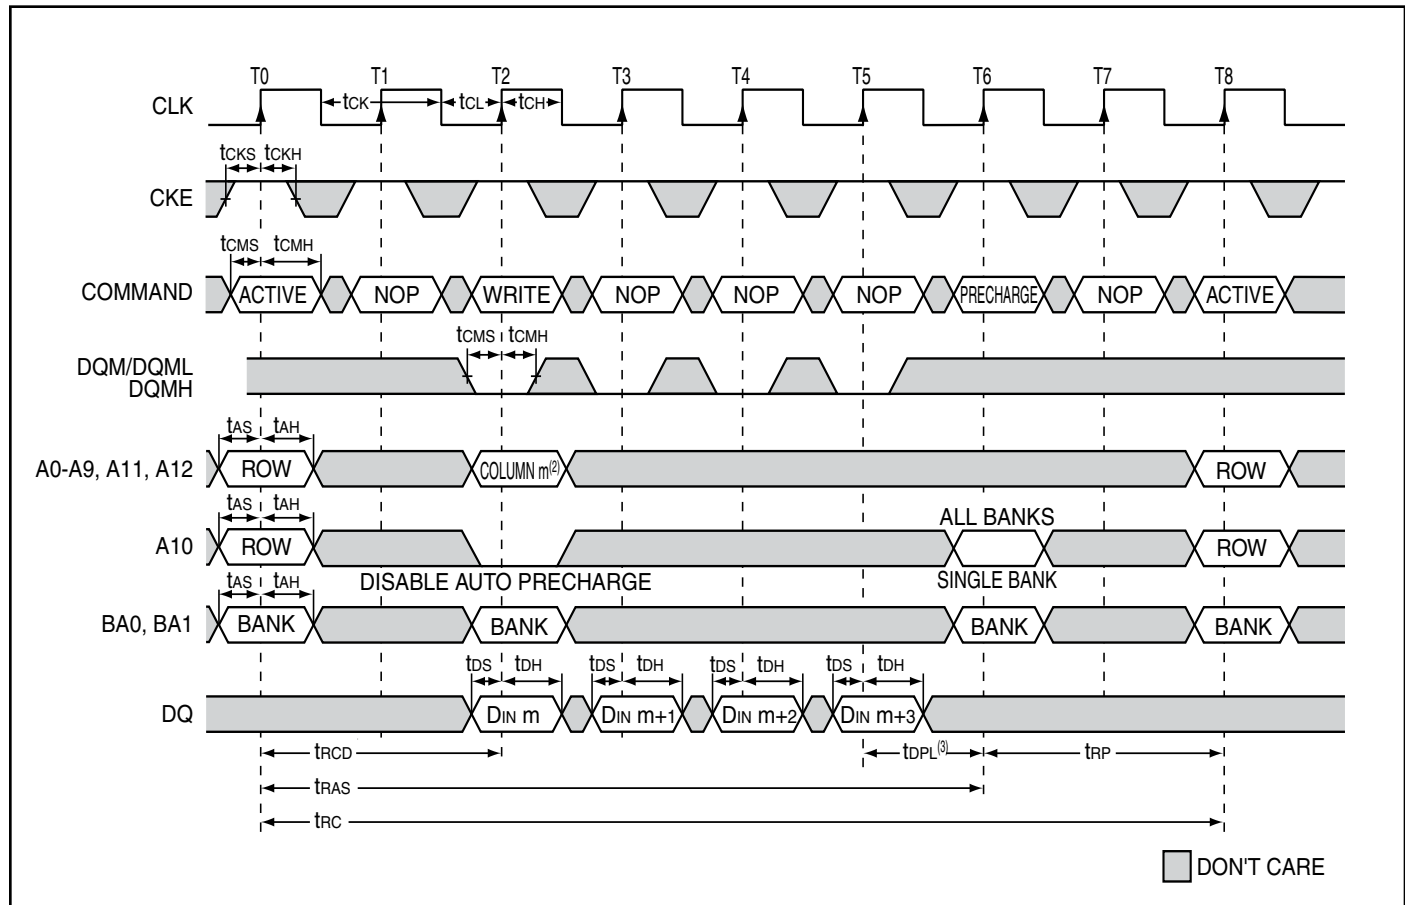 T0 T1 T2 T3 T4 T5 T6 T7 T8
CLK tCK tCL tCH
tCKS tCKH
CKE
tCMS tCMH
COMMAND ACTIVE NOP WRITE NOP NOP NOP PRECHARGE NOP ACTIVE
tCMS tCMH
DQM/DQML
DQMH
tAS tAH
A0-A9, A11, A12 ROW COLUMN m(2) ROW
tAS tAH ALL BANKS
A10 ROW ROW
DISABLE AUTO PRECHARGE SINGLE BANK
tAS tAH
BA0, BA1 BANK BANK BANK BANK
tDS tDH tDS tDH tDS tDH tDS tDH
DQ DIN m DIN m+1 DIN m+2 DIN m+3
tRCD tDPL(3) tRP
tRAS
tRC
DON'T CARE